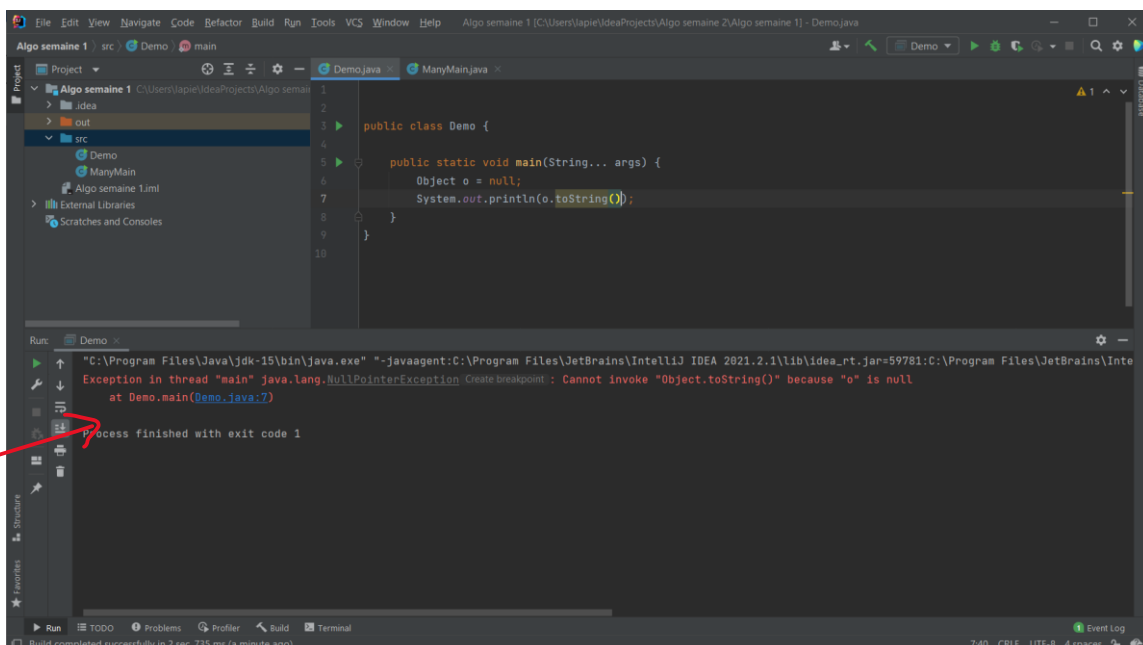 File Edit View Navigate Code Refactor Build Run Tools VCS Window Help Algo semaine 1 [C:\Users\lapie\IdeaProjects\Algo semaine 2\Algo semaine 1] - Demo.java
Algo semaine 1 src Demo main Demo
Project
Project
Demo.java
ManyMain.java
Algo semaine 1 C:\Users\lapie\IdeaProjects\Algo semain
.idea
out
src
Demo
ManyMain
Algo semaine 1.iml
External Libraries
Scratches and Consoles
1
1
2
3 public class Demo {
4
5 public static void main(String... args) {
6 Object o = null;
7 System.out.println(o.toString());
8 }
9 }
10
Database
Run: Demo
"C:\Program Files\Java\jdk-15\bin\java.exe" "-javaagent:C:\Program Files\JetBrains\IntelliJ IDEA 2021.2.1\lib\idea_rt.jar=59781:C:\Program Files\JetBrains\Inte
Exception in thread "main" java.lang.NullPointerException Create breakpoint : Cannot invoke "Object.toString()" because "o" is null
at Demo.main(Demo.java:7)
Process finished with exit code 1
Structure
Favorites
Run TODO Problems Profiler Build Terminal 1 Event Log
Build completed successfully in 2 sec, 735 ms (a minute ago) 7:40 CRLF UTF-8 4 spaces